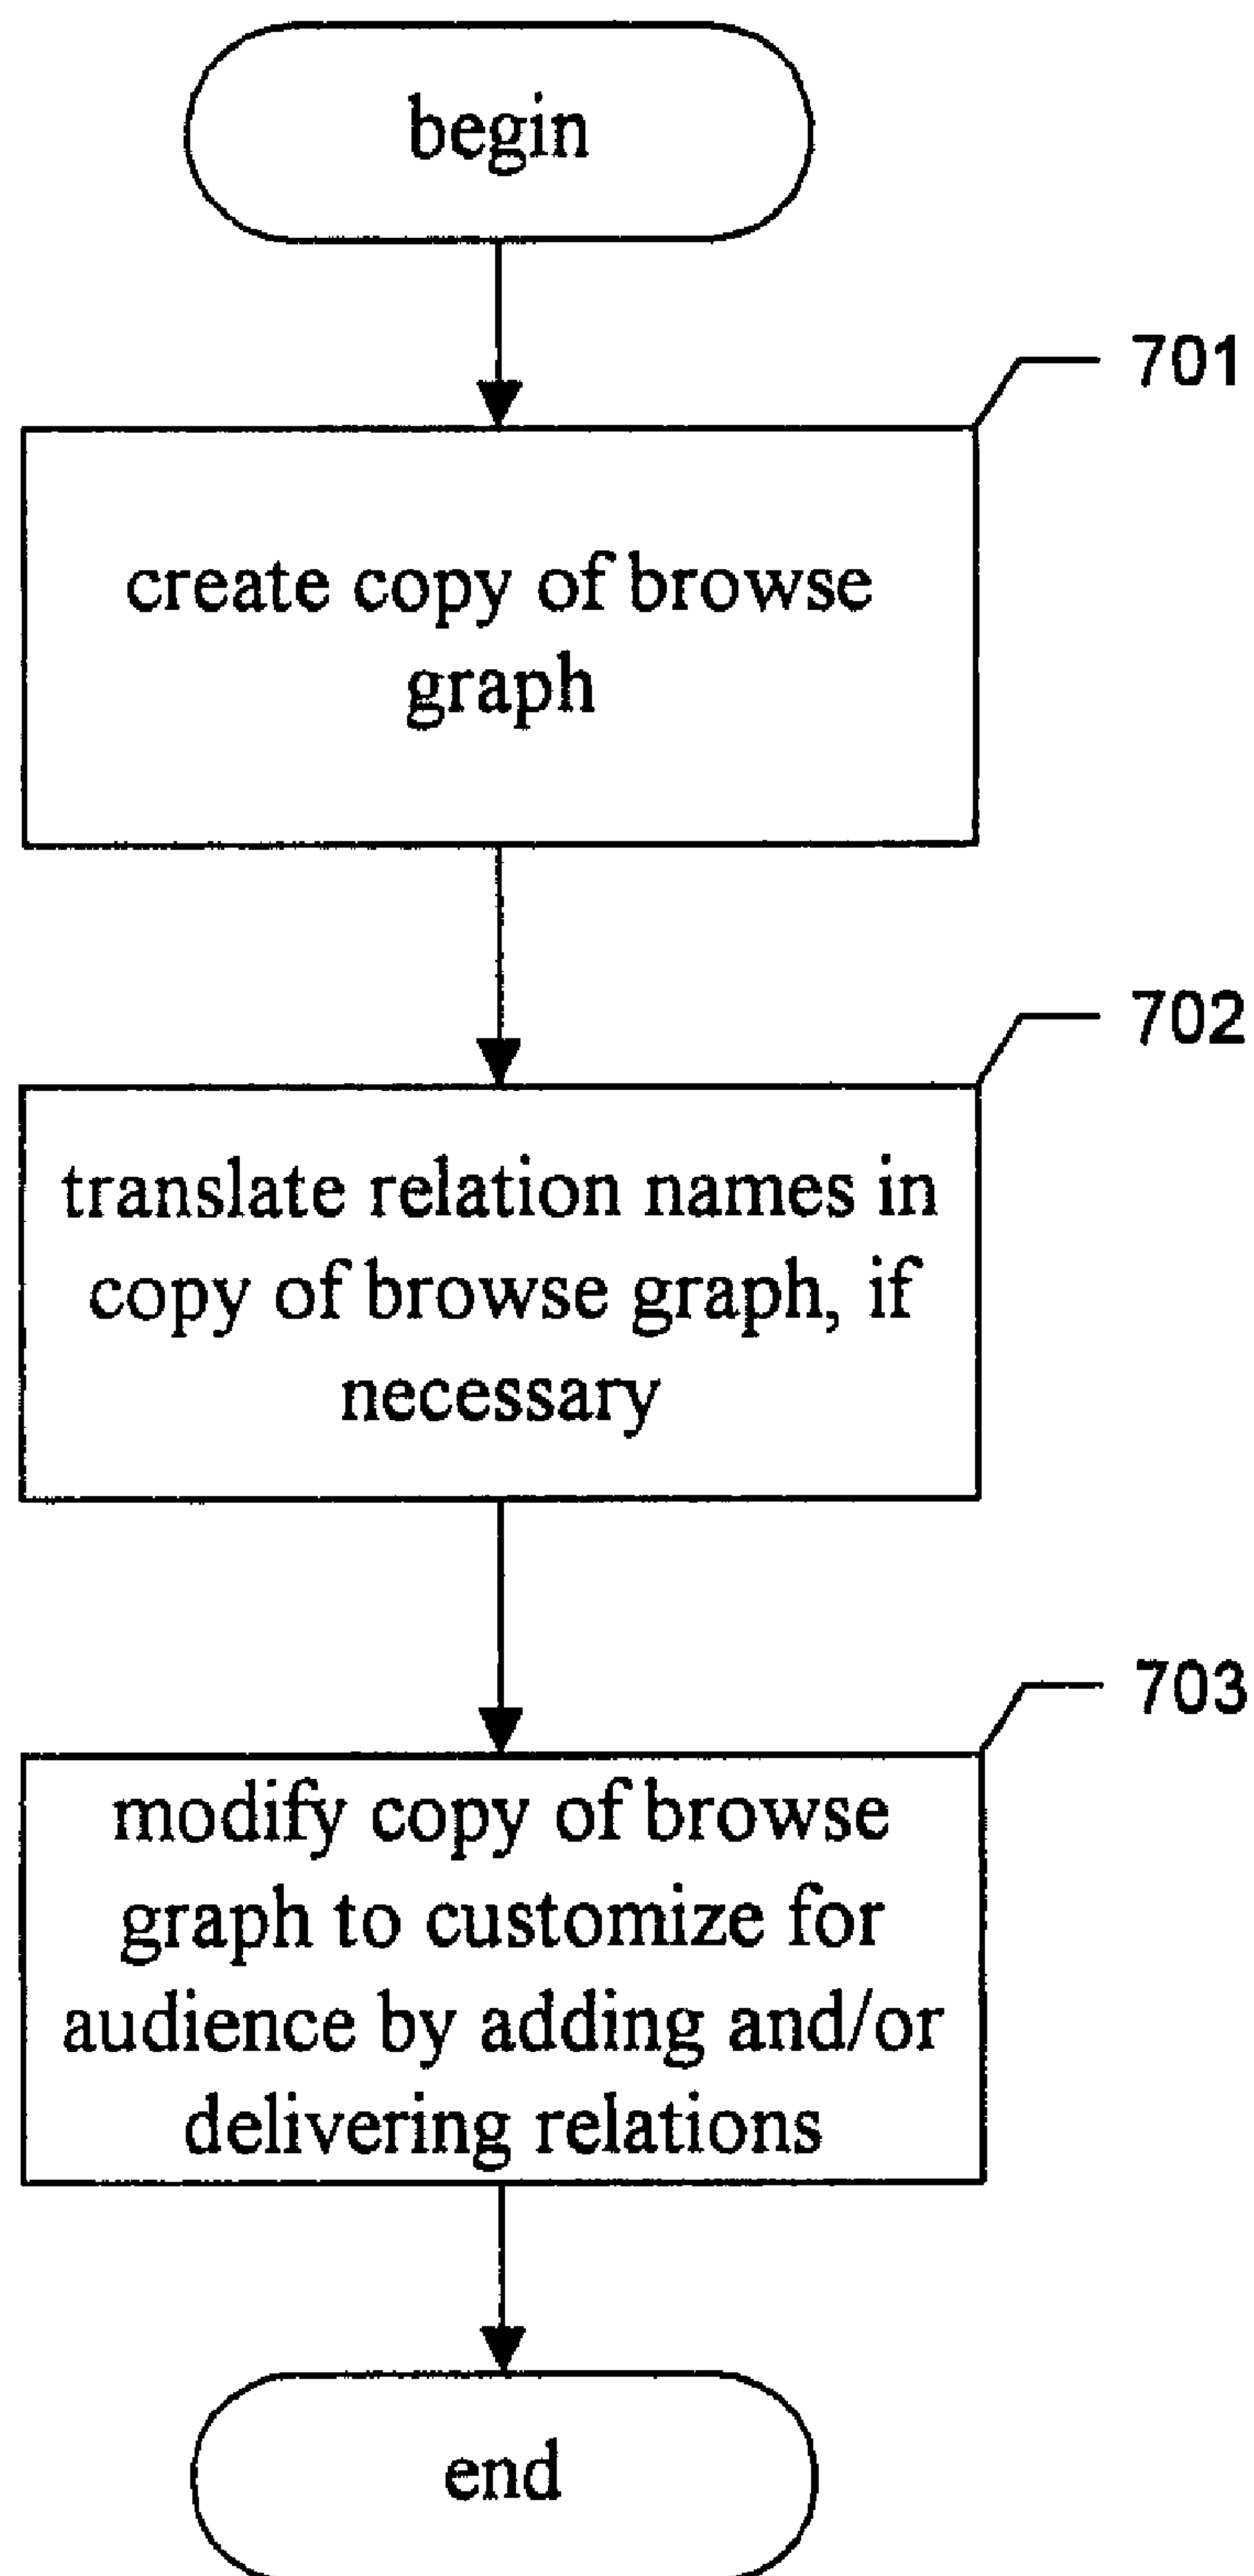 begin
701
create copy of browse
graph
702
translate relation names in
copy of browse graph, if
necessary
703
modify copy of browse
graph to customize for
audience by adding and/or
delivering relations
end